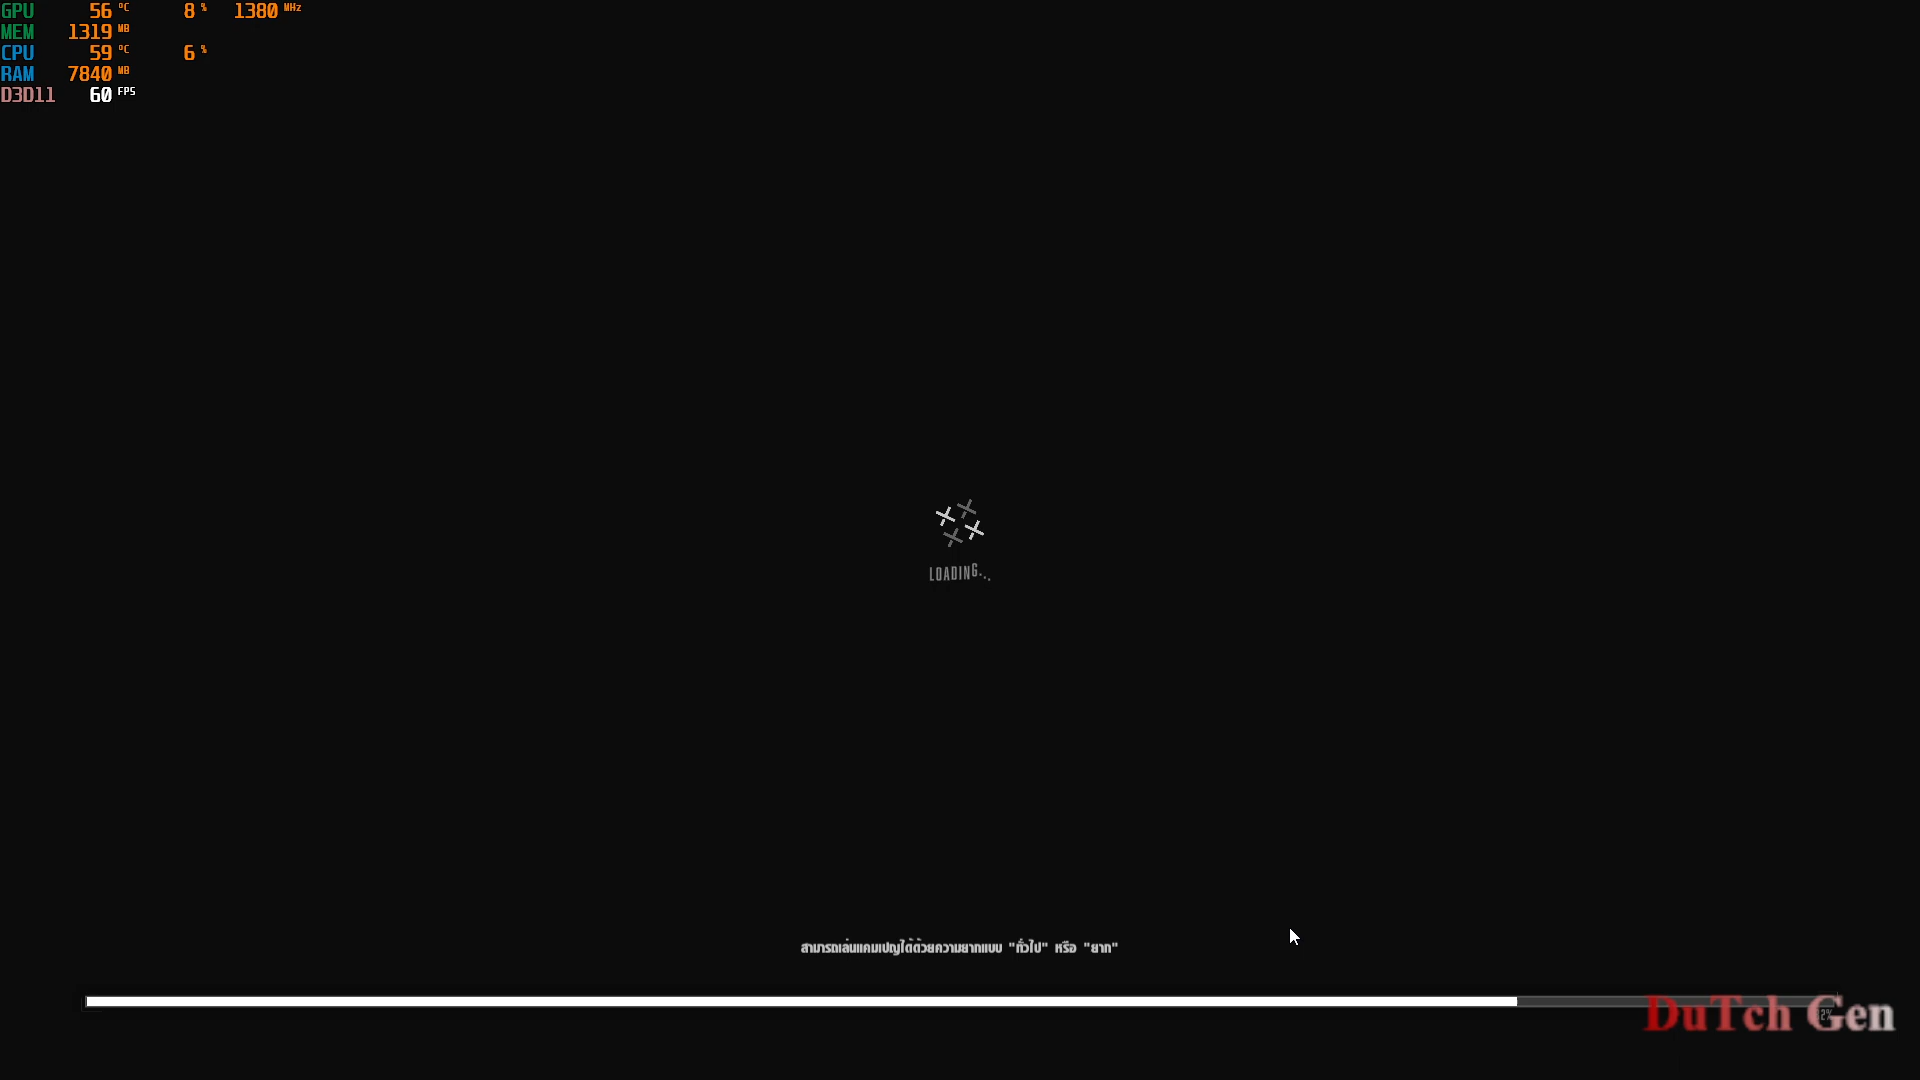 GPU 56 °C 8 % 1380 MHz
MEM 1319 MB
CPU 59 °C 6 %
RAM 7840 MB
D3D11 60 FPS
LOADING...
สามารถเล่นแคมเปญได้ด้วยความยากแบบ "ทั่วไป" หรือ "ยาก"
DuTch Gen